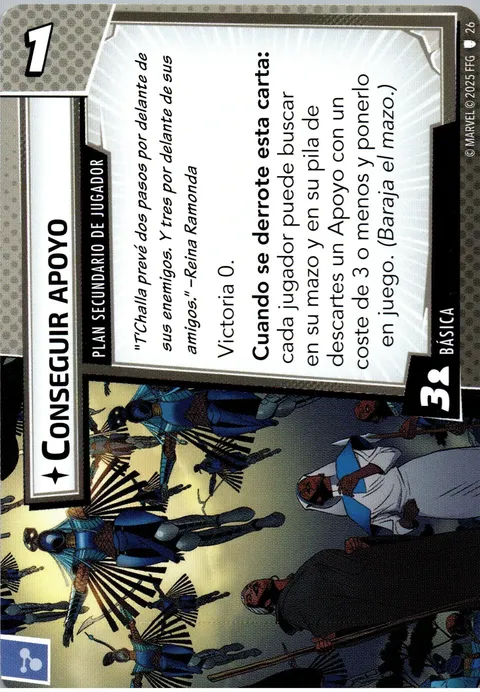 1
CONSEGUIR APOYO
PLAN SECUNDARIO DE JUGADOR
"T'Challa prevé dos pasos por delante de
sus enemigos. Y tres por delante de sus
amigos." –Reina Ramonda
Victoria 0.
Cuando se derrote esta carta:
cada jugador puede buscar
en su mazo y en su pila de
descartes un Apoyo con un
coste de 3 o menos y ponerlo
en juego. (Baraja el mazo.)
3
BÁSICA
© MARVEL © 2025 FFG 26